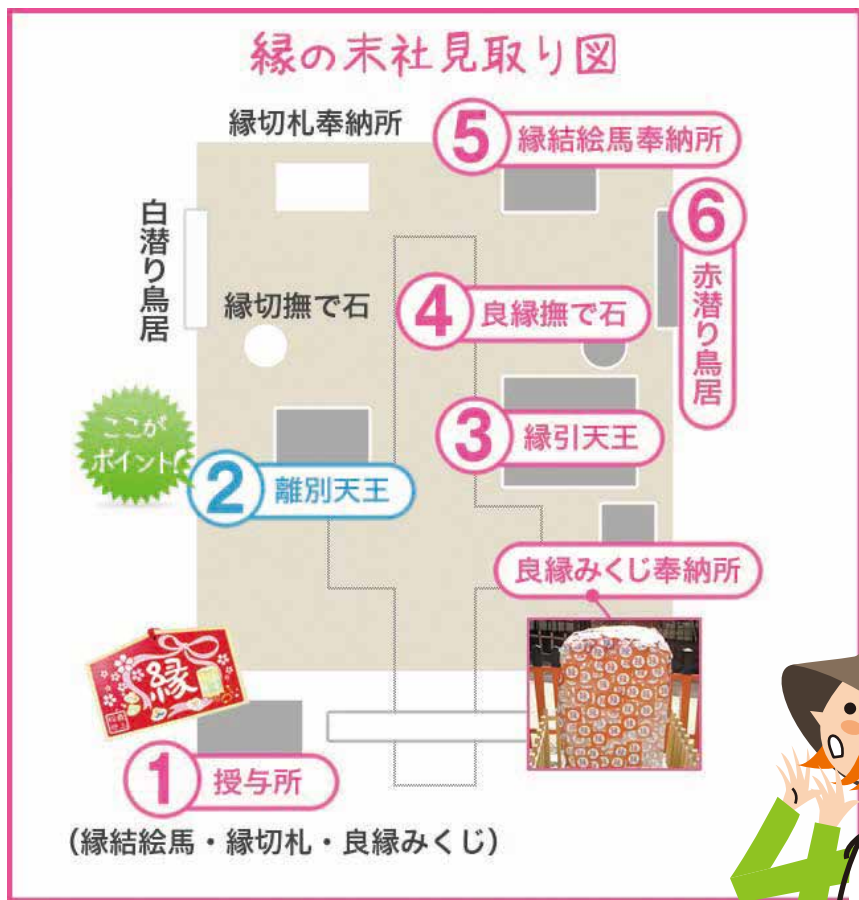 縁の末社見取り図
縁切札奉納所
5 縁結絵馬奉納所
白潜り鳥居
6 赤潜り鳥居
縁切撫で石
4 良縁撫で石
ここが
ポイント!
3 縁引天王
2 離別天王
良縁みくじ奉納所
縁
1 授与所
(縁結絵馬・縁切札・良縁みくじ)